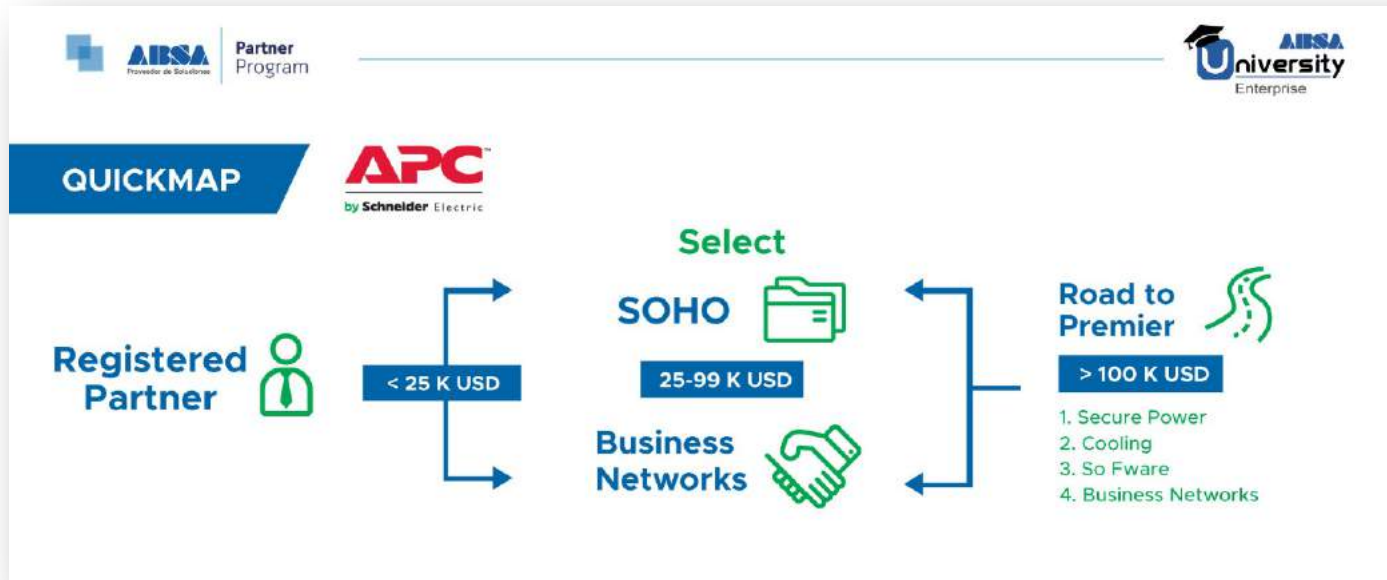 ABSA
Proveedor de Soluciones
Partner
Program
ABSA
University
Enterprise
QUICKMAP
APC™
by Schneider Electric
Registered
Partner
< 25 K USD
Select
SOHO
25-99 K USD
Business
Networks
Road to
Premier
> 100 K USD
1. Secure Power
2. Cooling
3. So Fware
4. Business Networks